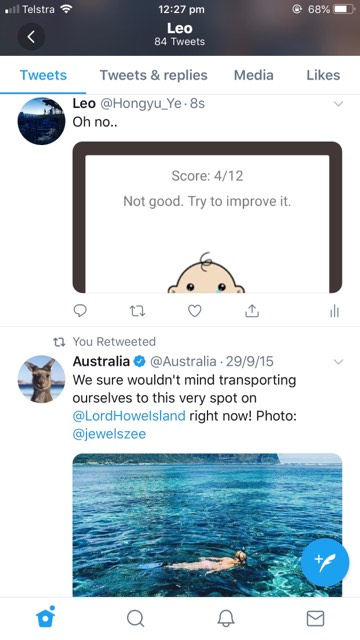 Telstra 12:27 pm 68%
Leo
84 Tweets
Tweets Tweets & replies Media Likes
Leo @Hongyu_Ye · 8s
Oh no..
Score: 4/12
Not good. Try to improve it.
You Retweeted
Australia @Australia · 29/9/15
We sure wouldn't mind transporting
ourselves to this very spot on
@LordHoweIsland right now! Photo:
@jewelszee